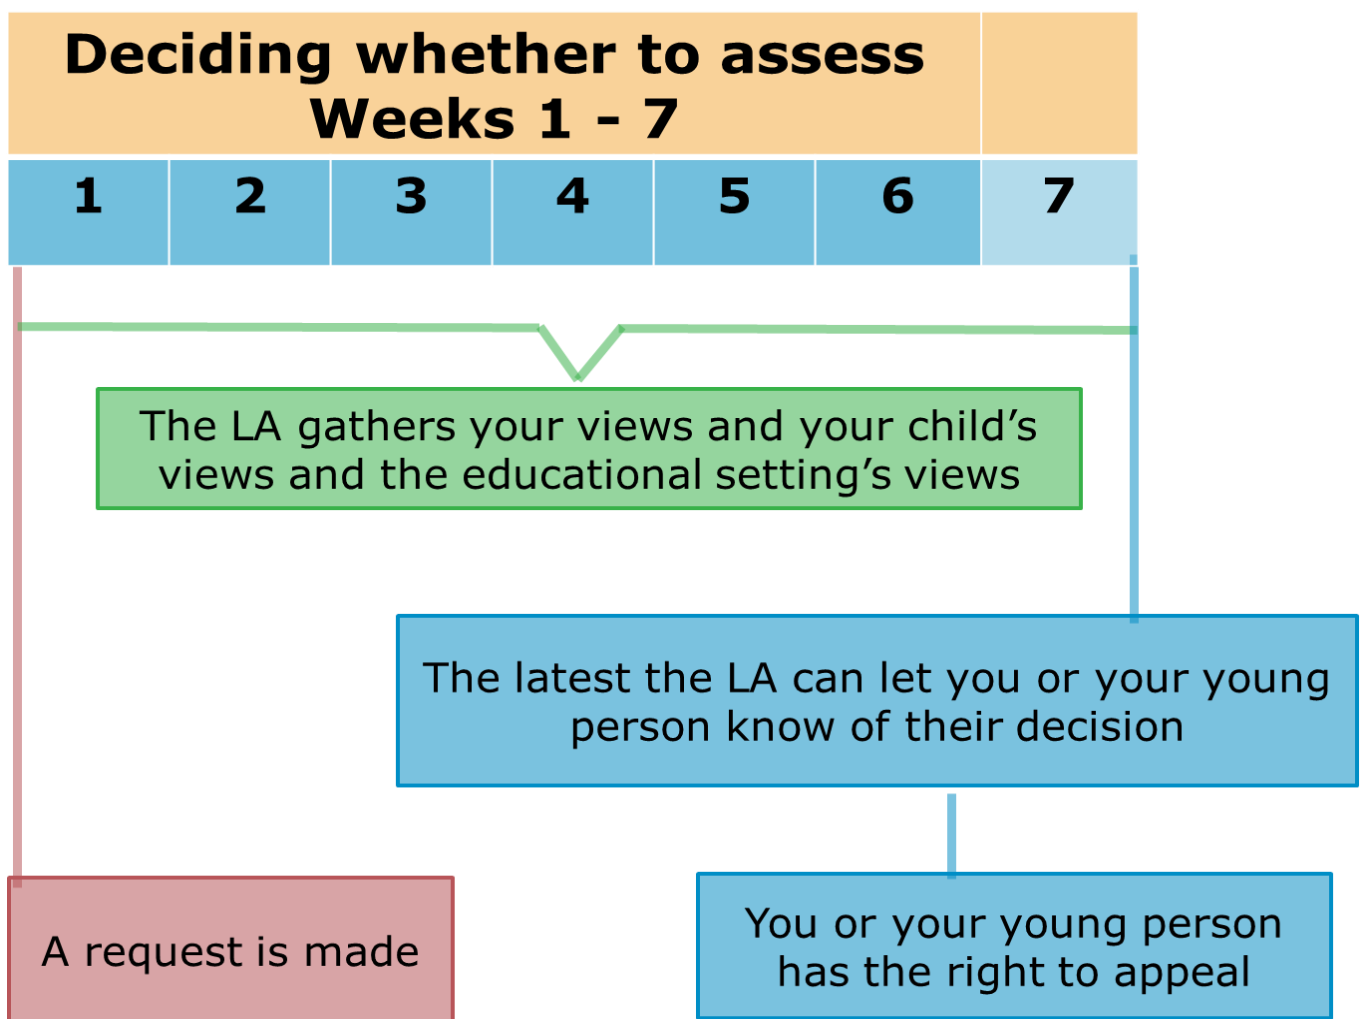 Deciding whether to assess
Weeks 1 - 7
1 2 3 4 5 6 7
The LA gathers your views and your child’s
views and the educational setting’s views
The latest the LA can let you or your young
person know of their decision
A request is made
You or your young person
has the right to appeal